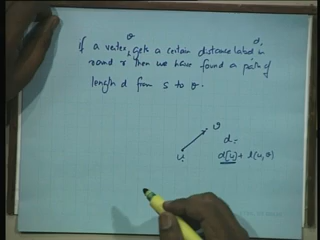 v d,
If a vertex, gets a certain distance label in
round r then we have found a path of
length d from s to v.
v
d =
u d[u] + l(u,v)